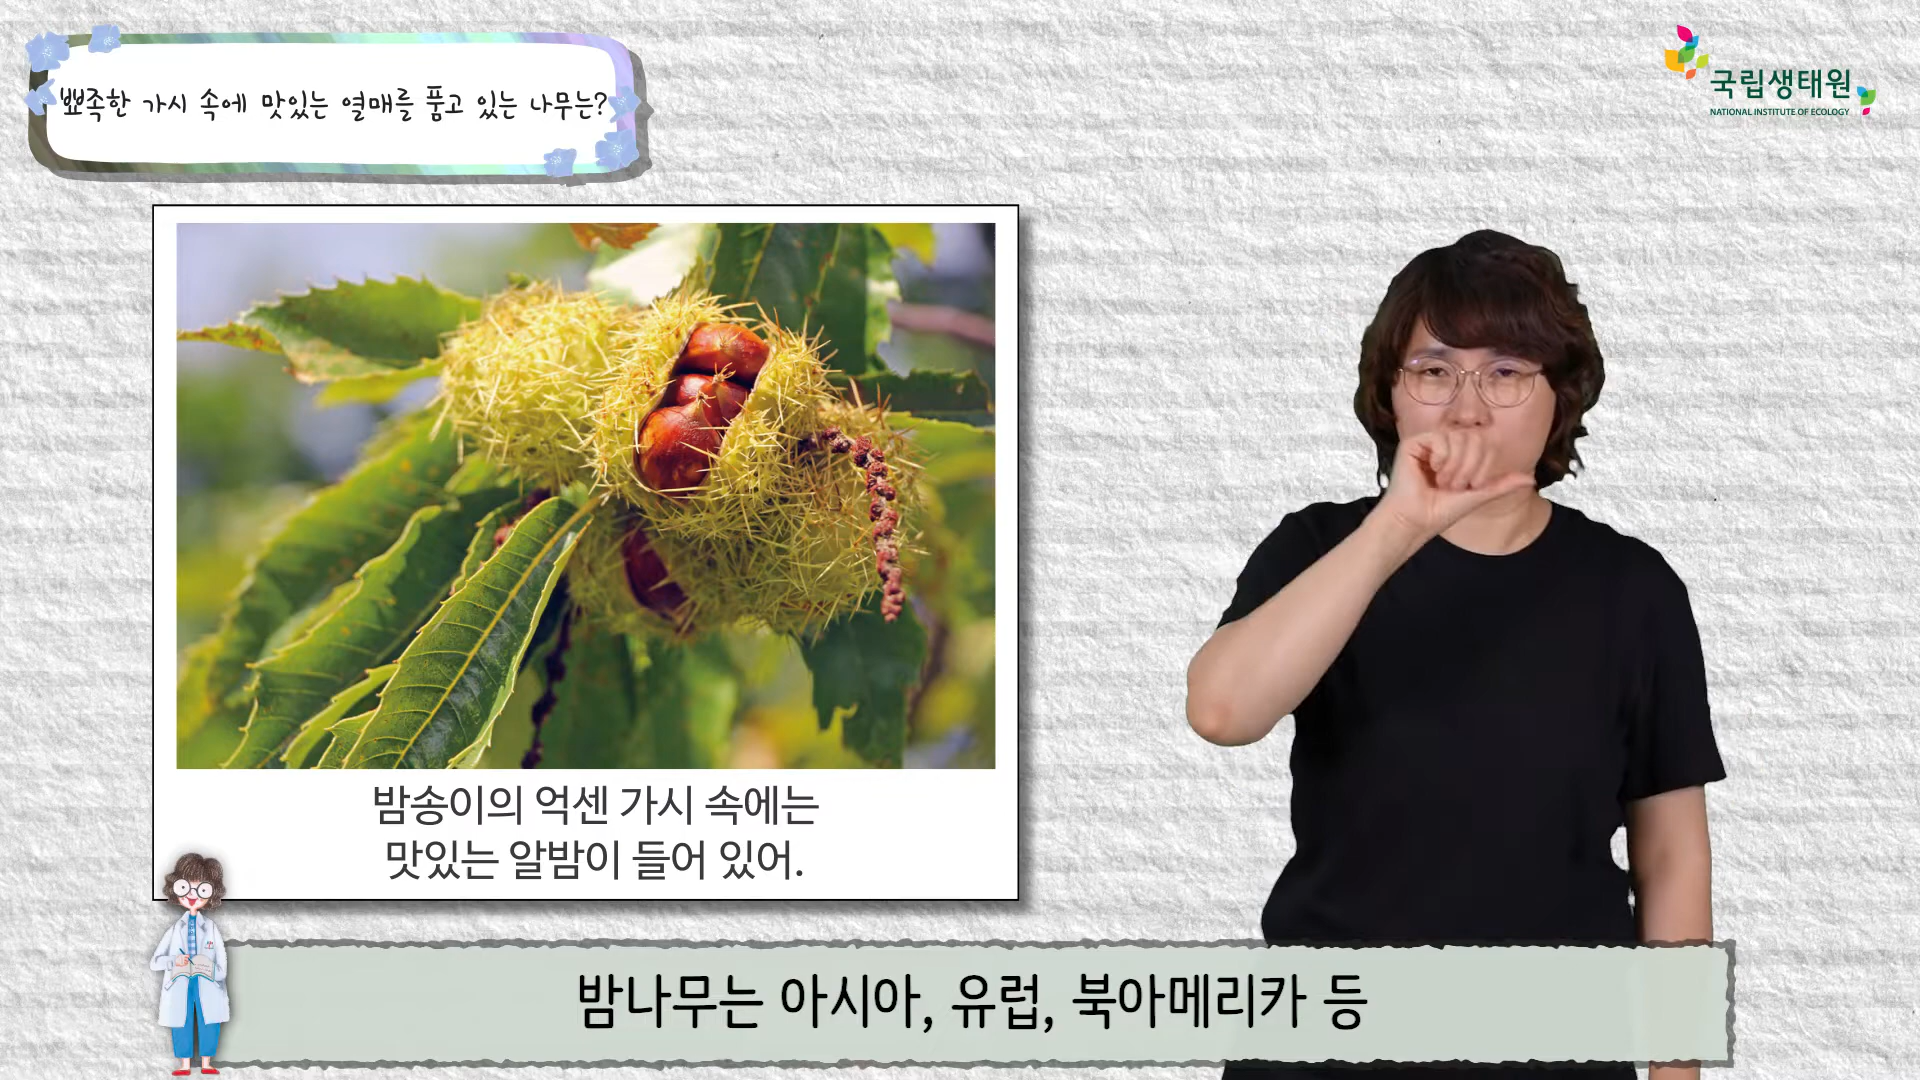 뾰족한 가시 속에 맛있는 열매를 품고 있는 나무는?
국립생태원
NATIONAL INSTITUTE OF ECOLOGY
밤송이의 억센 가시 속에는
맛있는 알밤이 들어 있어.
밤나무는 아시아, 유럽, 북아메리카 등